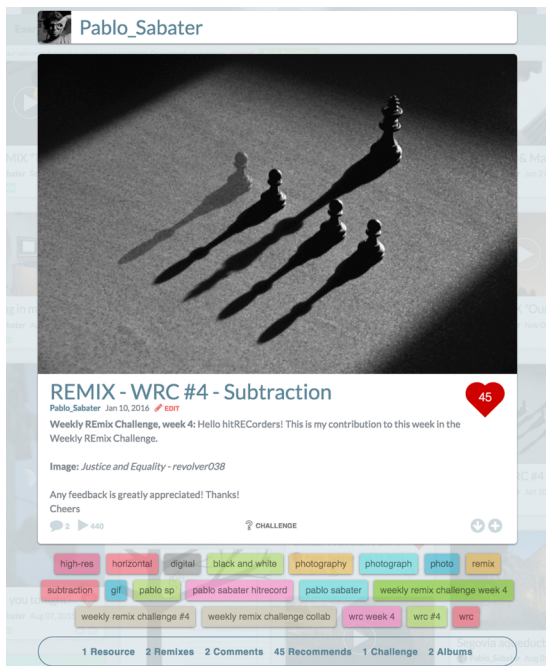 Pablo_Sabater
REMIX - WRC #4 - Subtraction
45
Pablo_Sabater Jan 10, 2016 EDIT
Weekly REmix Challenge, week 4: Hello hitRECorders! This is my contribution to this week in the
Weekly REmix Challenge.
Image: Justice and Equality - revolver038
Any feedback is greatly appreciated! Thanks!
Cheers
2 440 CHALLENGE
high-res horizontal digital black and white photography photograph photo remix
subtraction gif pablo sp pablo sabater hitrecord pablo sabater weekly remix challenge week 4
weekly remix challenge #4 weekly remix challenge collab wrc week 4 wrc #4 wrc
1 Resource 2 Remixes 2 Comments 45 Recommends 1 Challenge 2 Albums